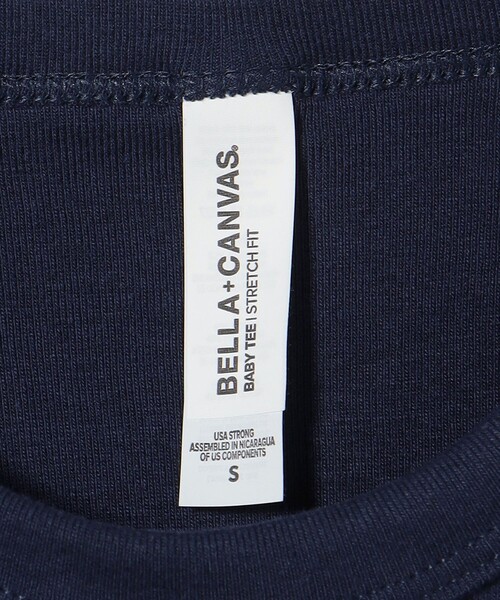 BELLA+CANVAS®
BABY TEE | STRETCH FIT
USA STRONG
ASSEMBLED IN NICARAGUA
OF US COMPONENTS
S